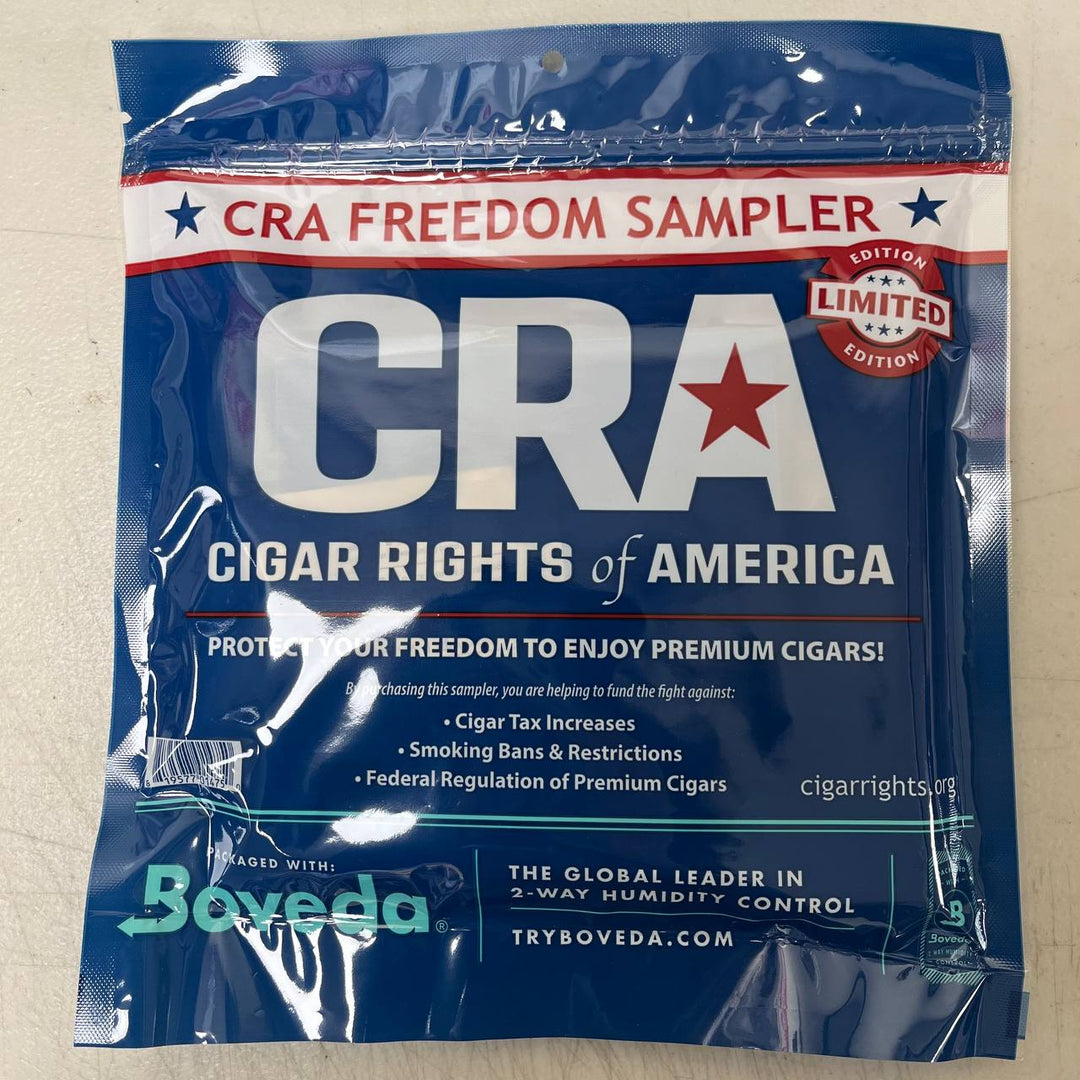 CRA FREEDOM SAMPLER
EDITION
LIMITED
EDITION
CRA
CIGAR RIGHTS of AMERICA
PROTECT YOUR FREEDOM TO ENJOY PREMIUM CIGARS!
By purchasing this sampler, you are helping to fund the fight against:
• Cigar Tax Increases
• Smoking Bans & Restrictions
• Federal Regulation of Premium Cigars
cigarrights.org
PACKAGED WITH:
Boveda®
THE GLOBAL LEADER IN
2-WAY HUMIDITY CONTROL
TRYBOVEDA.COM
B
Boveda